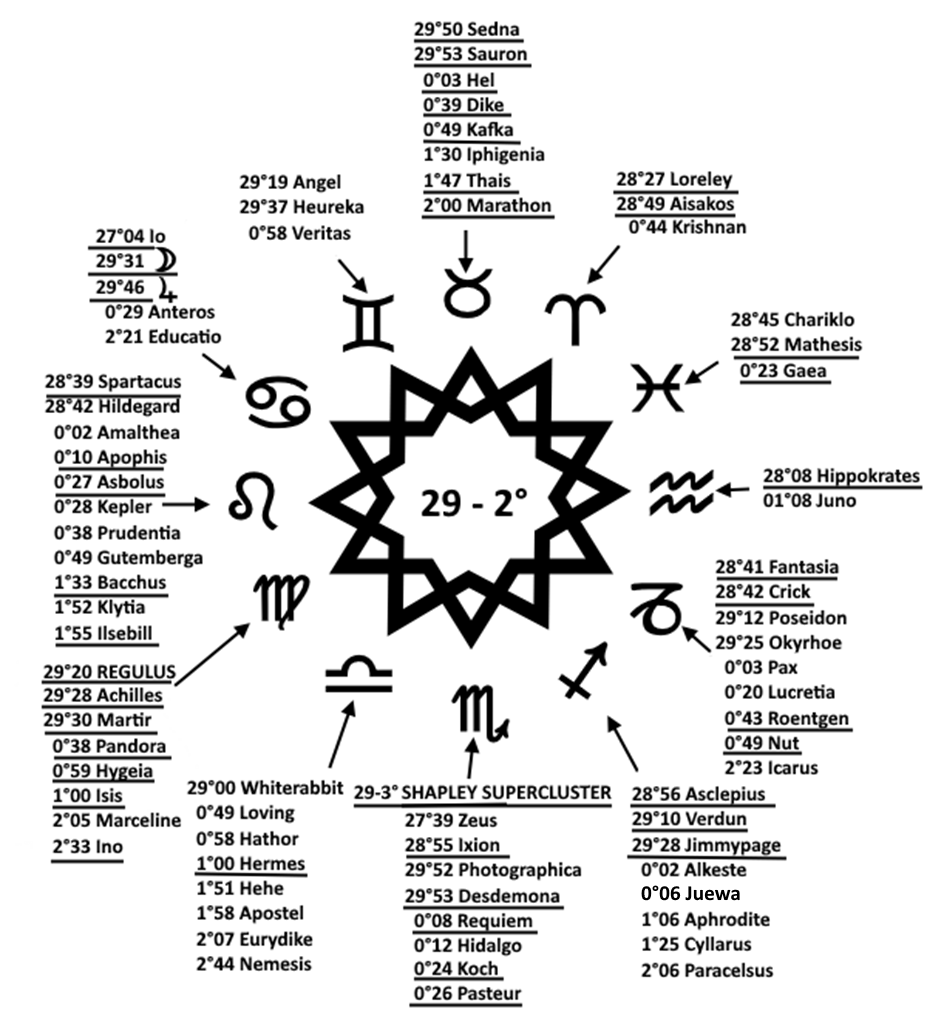 29°50 Sedna
29°53 Sauron
0°03 Hel
0°39 Dike
0°49 Kafka
1°30 Iphigenia
1°47 Thais
2°00 Marathon
29°19 Angel
29°37 Heureka
0°58 Veritas
28°27 Loreley
28°49 Aisakos
0°44 Krishnan
27°04 Io
29°31 ☽
29°46 ♃
0°29 Anteros
2°21 Educatio
28°45 Chariklo
28°52 Mathesis
0°23 Gaea
28°39 Spartacus
28°42 Hildegard
0°02 Amalthea
0°10 Apophis
0°27 Asbolus
0°28 Kepler
0°38 Prudentia
0°49 Gutemberga
1°33 Bacchus
1°52 Klytia
1°55 Ilsebill
29 - 2°
28°08 Hippokrates
01°08 Juno
28°41 Fantasia
28°42 Crick
29°12 Poseidon
29°25 Okyrhoe
0°03 Pax
0°20 Lucretia
0°43 Roentgen
0°49 Nut
2°23 Icarus
29°20 REGULUS
29°28 Achilles
29°30 Martir
0°38 Pandora
0°59 Hygeia
1°00 Isis
2°05 Marceline
2°33 Ino
29°00 Whiterabbit
0°49 Loving
0°58 Hathor
1°00 Hermes
1°51 Hehe
1°58 Apostel
2°07 Eurydike
2°44 Nemesis
29-3° SHAPLEY SUPERCLUSTER
27°39 Zeus
28°55 Ixion
29°52 Photographica
29°53 Desdemona
0°08 Requiem
0°12 Hidalgo
0°24 Koch
0°26 Pasteur
28°56 Asclepius
29°10 Verdun
29°28 Jimmypage
0°02 Alkeste
0°06 Juewa
1°06 Aphrodite
1°25 Cyllarus
2°06 Paracelsus